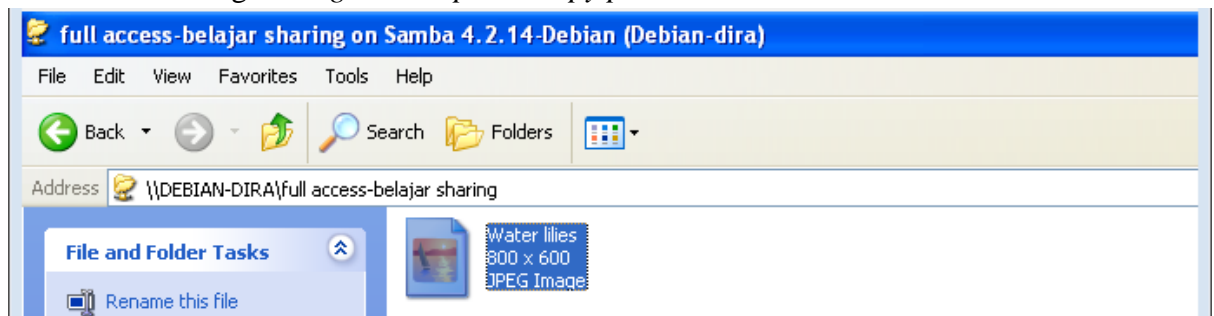 full access-belajar sharing on Samba 4.2.14-Debian (Debian-dira)
File Edit View Favorites Tools Help
Back Search Folders
Address \\DEBIAN-DIRA\full access-belajar sharing
File and Folder Tasks
Rename this file
Water lilies
800 x 600
JPEG Image